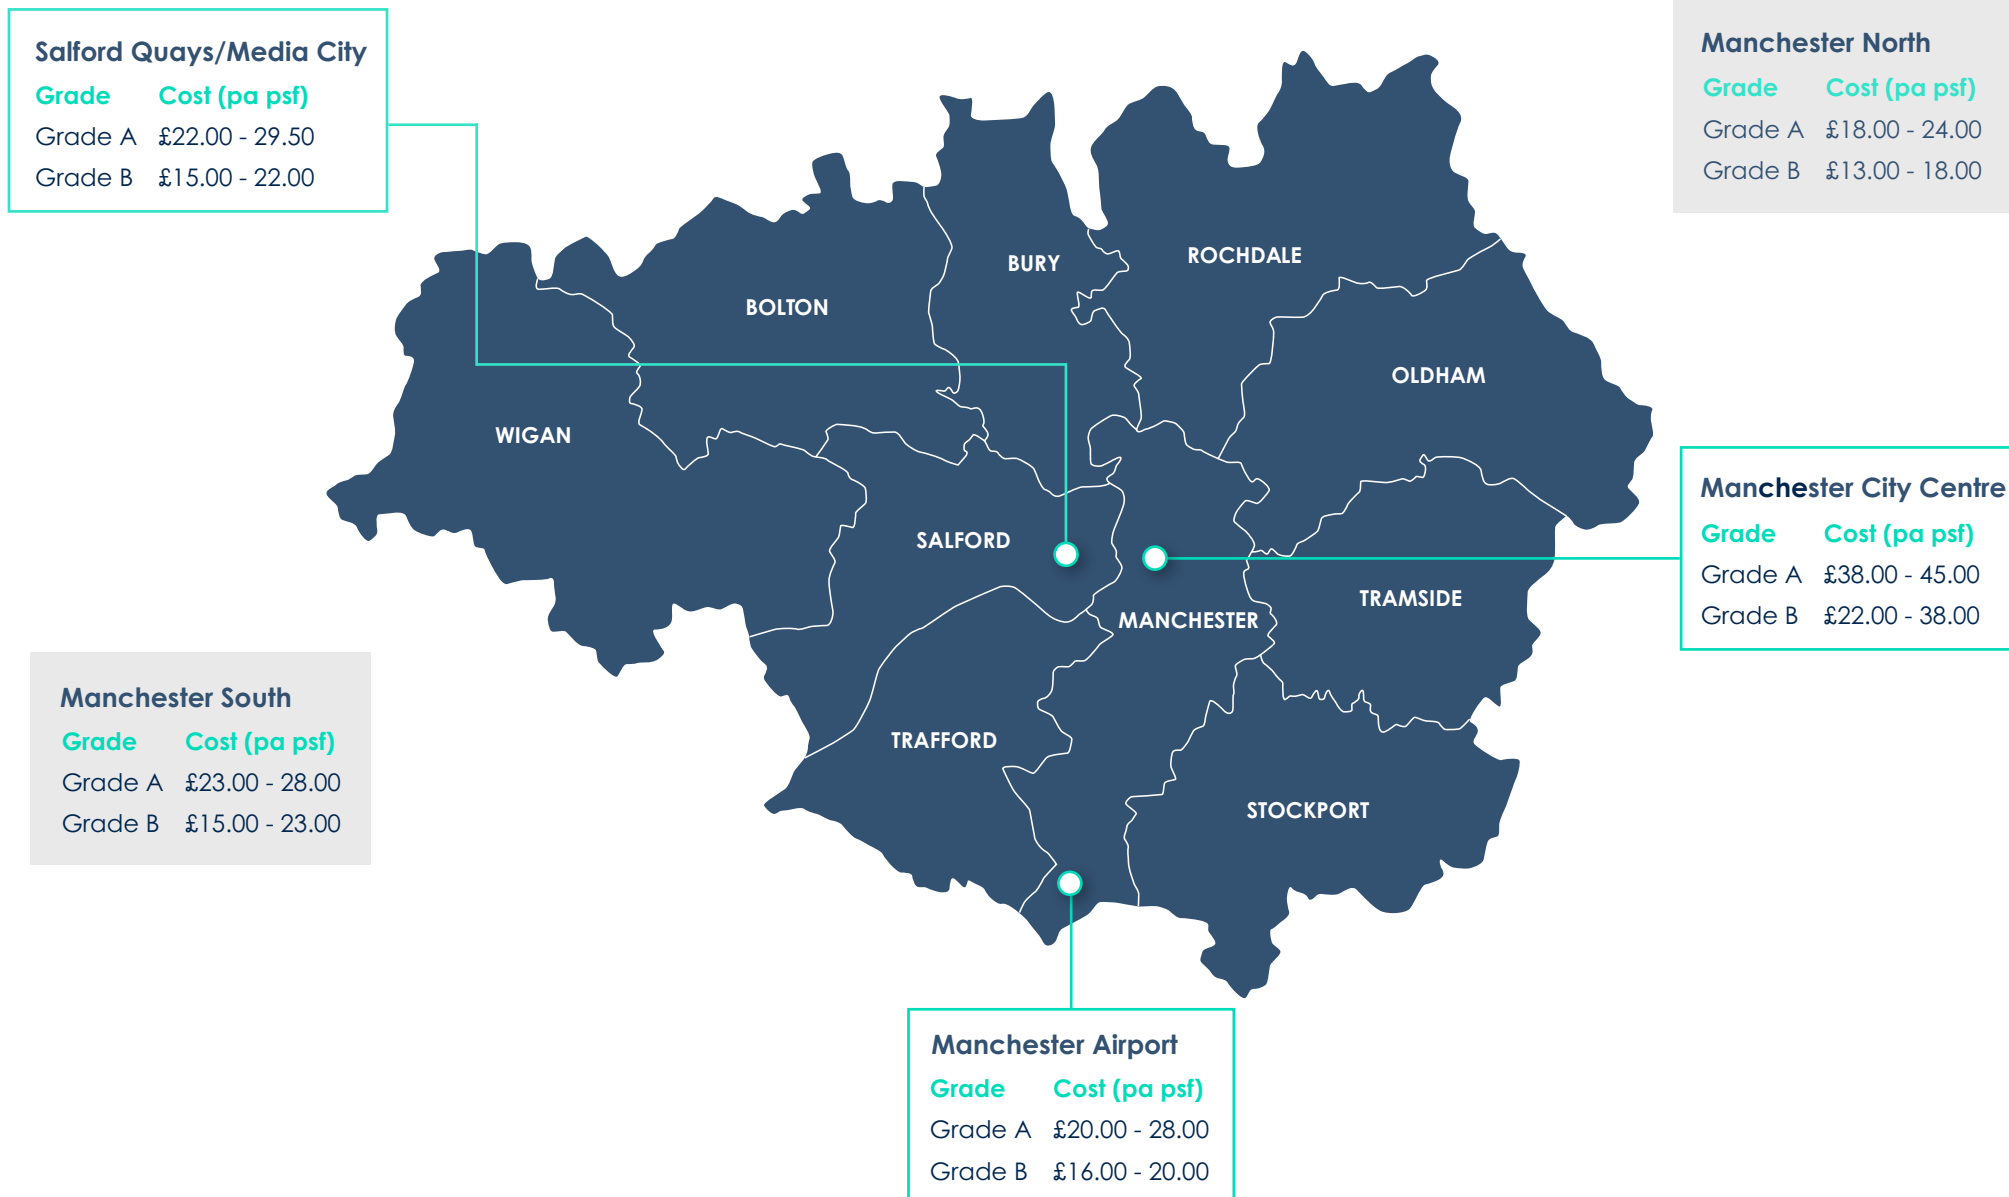 Salford Quays/Media City
Grade Cost (pa psf)
Grade A £22.00 - 29.50
Grade B £15.00 - 22.00
Manchester North
Grade Cost (pa psf)
Grade A £18.00 - 24.00
Grade B £13.00 - 18.00
BURY
ROCHDALE
BOLTON
OLDHAM
WIGAN
SALFORD
TRAMSIDE
MANCHESTER
TRAFFORD
STOCKPORT
Manchester City Centre
Grade Cost (pa psf)
Grade A £38.00 - 45.00
Grade B £22.00 - 38.00
Manchester South
Grade Cost (pa psf)
Grade A £23.00 - 28.00
Grade B £15.00 - 23.00
Manchester Airport
Grade Cost (pa psf)
Grade A £20.00 - 28.00
Grade B £16.00 - 20.00